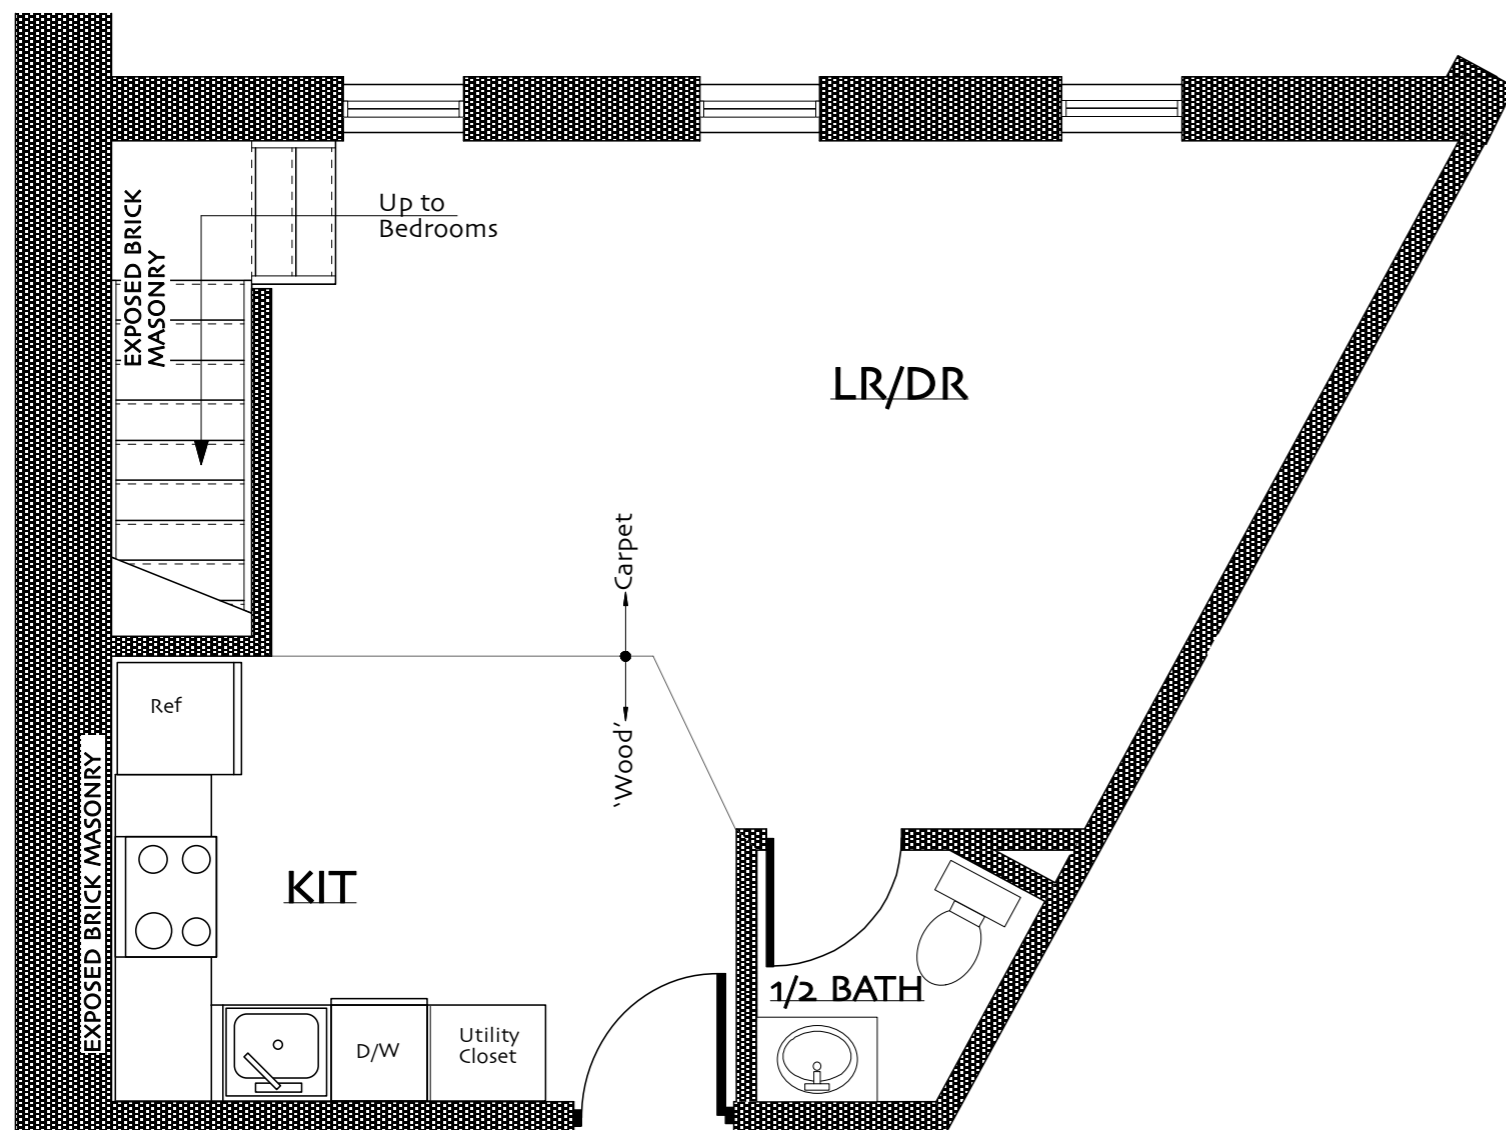 EXPOSED BRICK
MASONRY
Up to
Bedrooms
LR/DR
Carpet
'Wood'
Ref
EXPOSED BRICK MASONRY
KIT
1/2 BATH
D/W
Utility
Closet